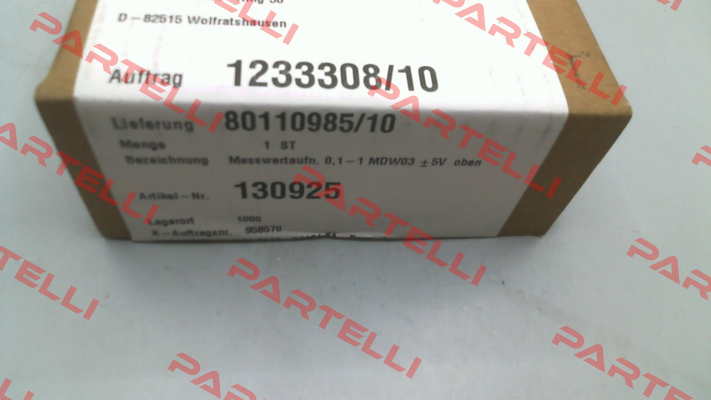 D-82515 Wolfratshausen
Auftrag 1233308/10
Lieferung 80110985/10
Menge 1 ST
Bezeichnung Messwertaufn. 0,1-1 MDW03 ±5V oben
Artikel-Nr. 130925
Lagerort 1000
K-Auftragsnr. 958570
PARTELLI
PARTELLI
PARTELLI
PARTELLI
PARTELLI
PARTELLI
PARTELLI
PARTELLI
PARTELLI